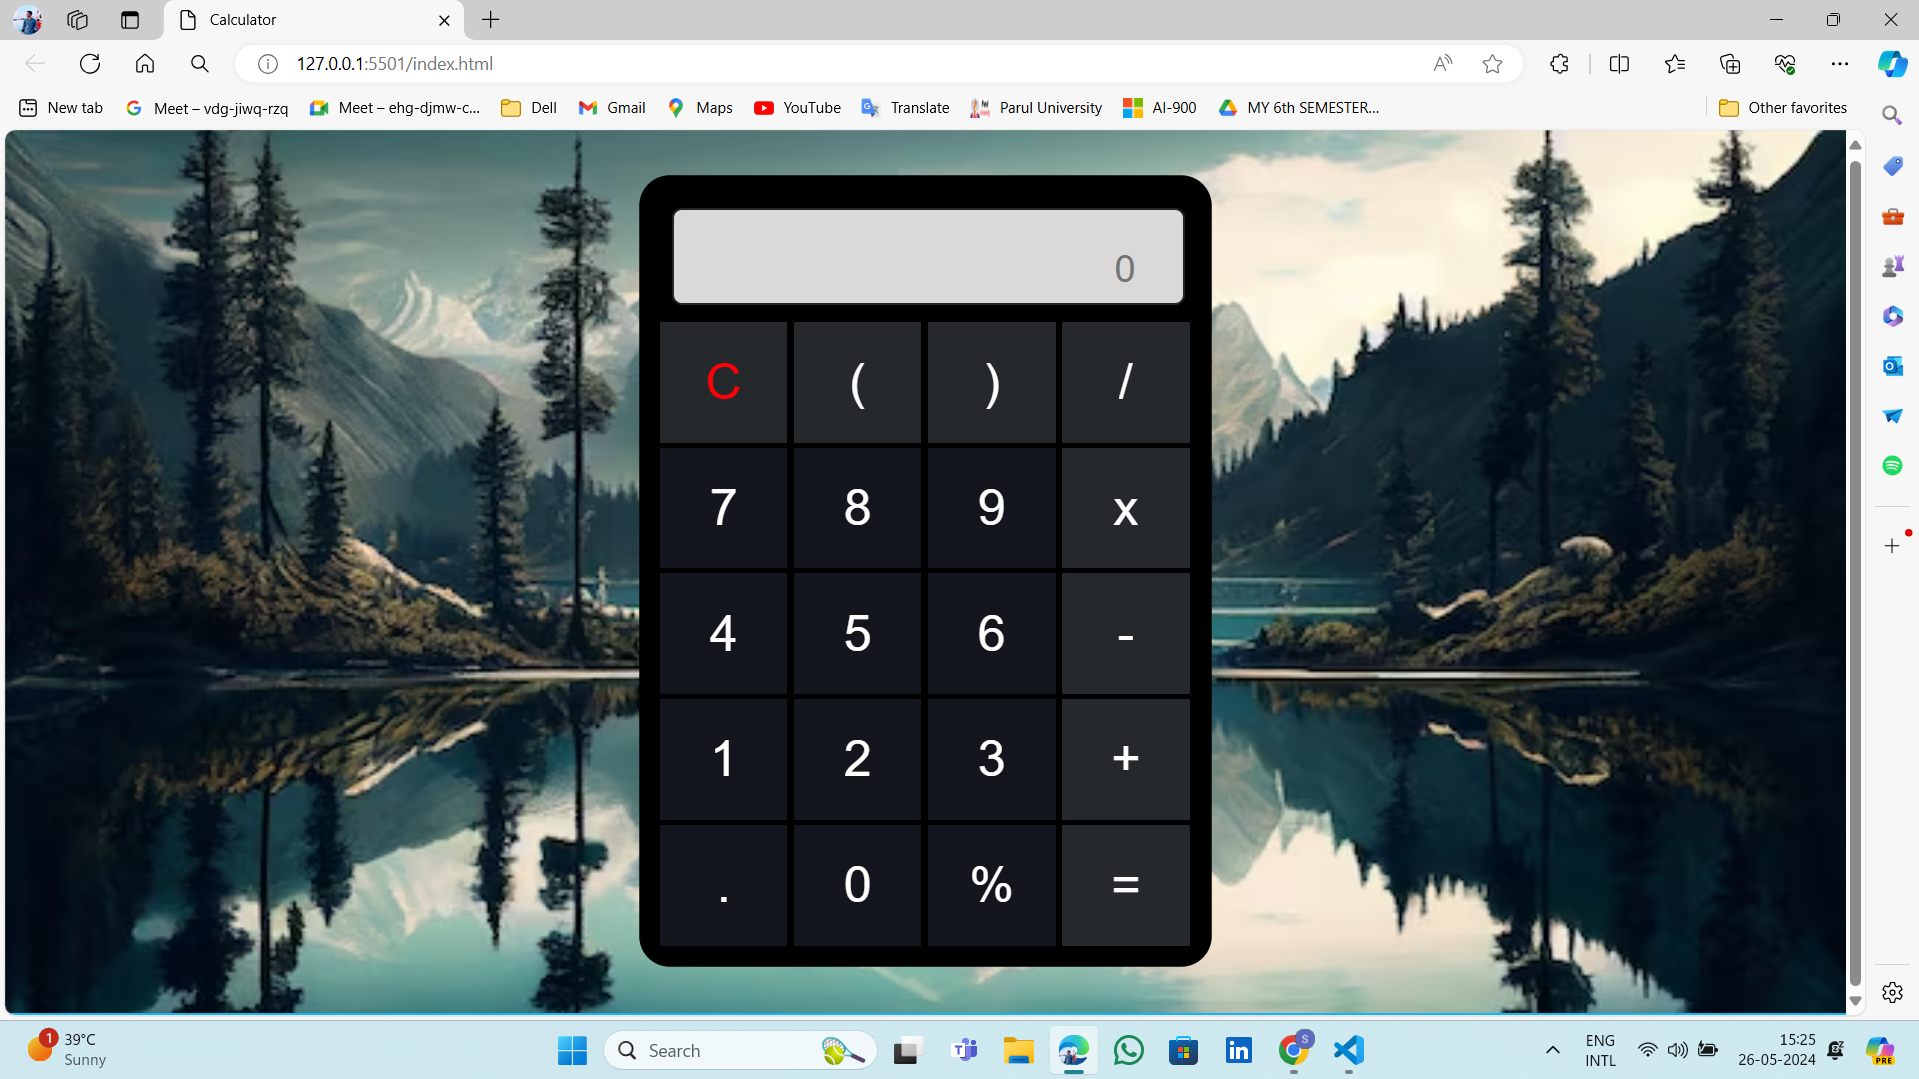 Calculator
127.0.0.1:5501/index.html
New tab
Meet – vdg-jiwq-rzq
Meet – ehg-djmw-c...
Dell
Gmail
Maps
YouTube
Translate
Parul University
AI-900
MY 6th SEMESTER...
Other favorites
0
C ( ) /
7 8 9 x
4 5 6 -
1 2 3 +
. 0 % =
1
39°C
Sunny
Search
S
ENG
INTL
15:25
26-05-2024
PRE